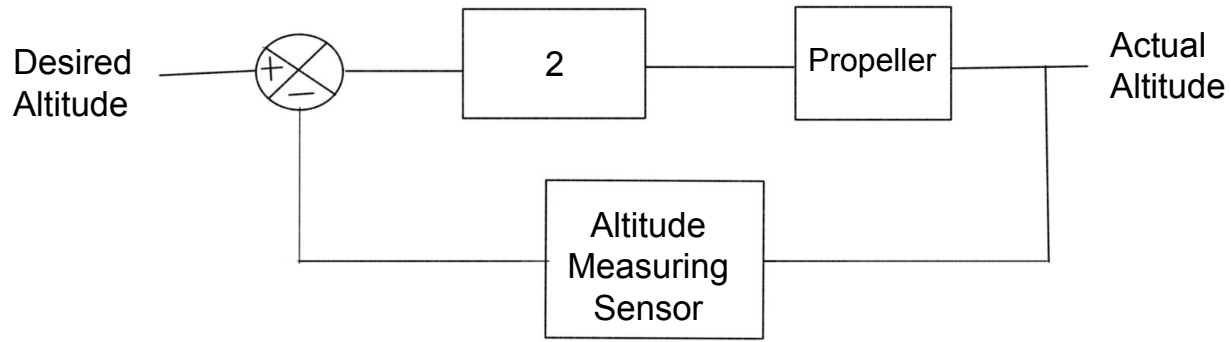 Desired
Altitude
+
−
2
Propeller
Actual
Altitude
Altitude
Measuring
Sensor